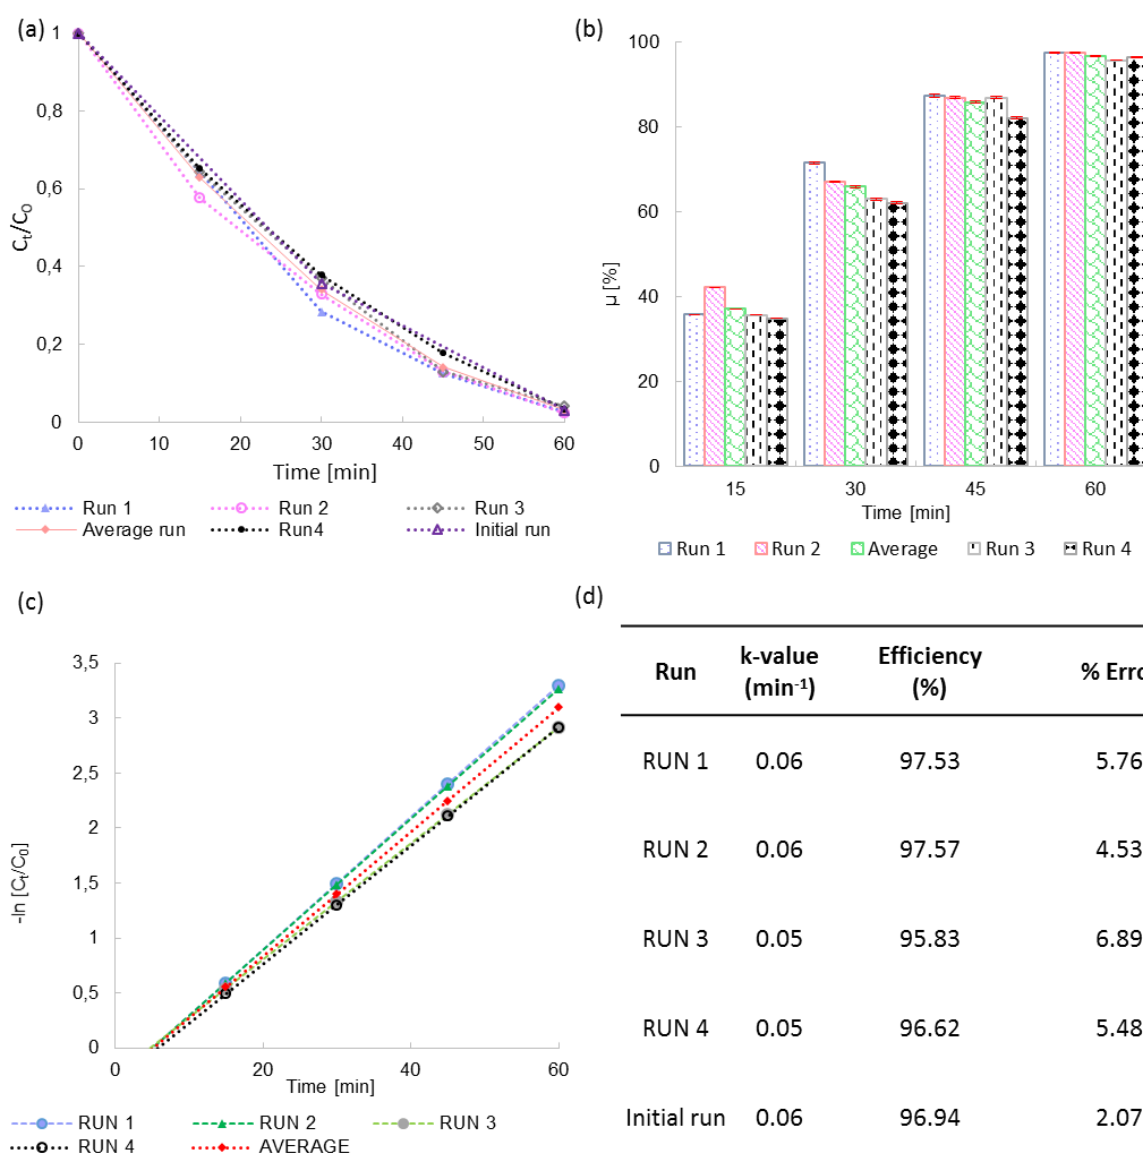 (a)
1
0,8
0,6
0,4
0,2
0
Ct/C0
0 10 20 30 40 50 60
Time [min]
Run 1 Run 2 Run 3
Average run Run4 Initial run
(b)
100
80
60
40
20
0
µ [%]
15 30 45 60
Time [min]
Run 1 Run 2 Average Run 3 Run 4
(c)
3,5
3
2,5
2
1,5
1
0,5
0
-ln [Ct/C0]
0 20 40 60
Time [min]
RUN 1 RUN 2 RUN 3
RUN 4 AVERAGE
(d)
Run k-value (min-1) Efficiency (%) % Erro
RUN 1 0.06 97.53 5.76
RUN 2 0.06 97.57 4.53
RUN 3 0.05 95.83 6.89
RUN 4 0.05 96.62 5.48
Initial run 0.06 96.94 2.07